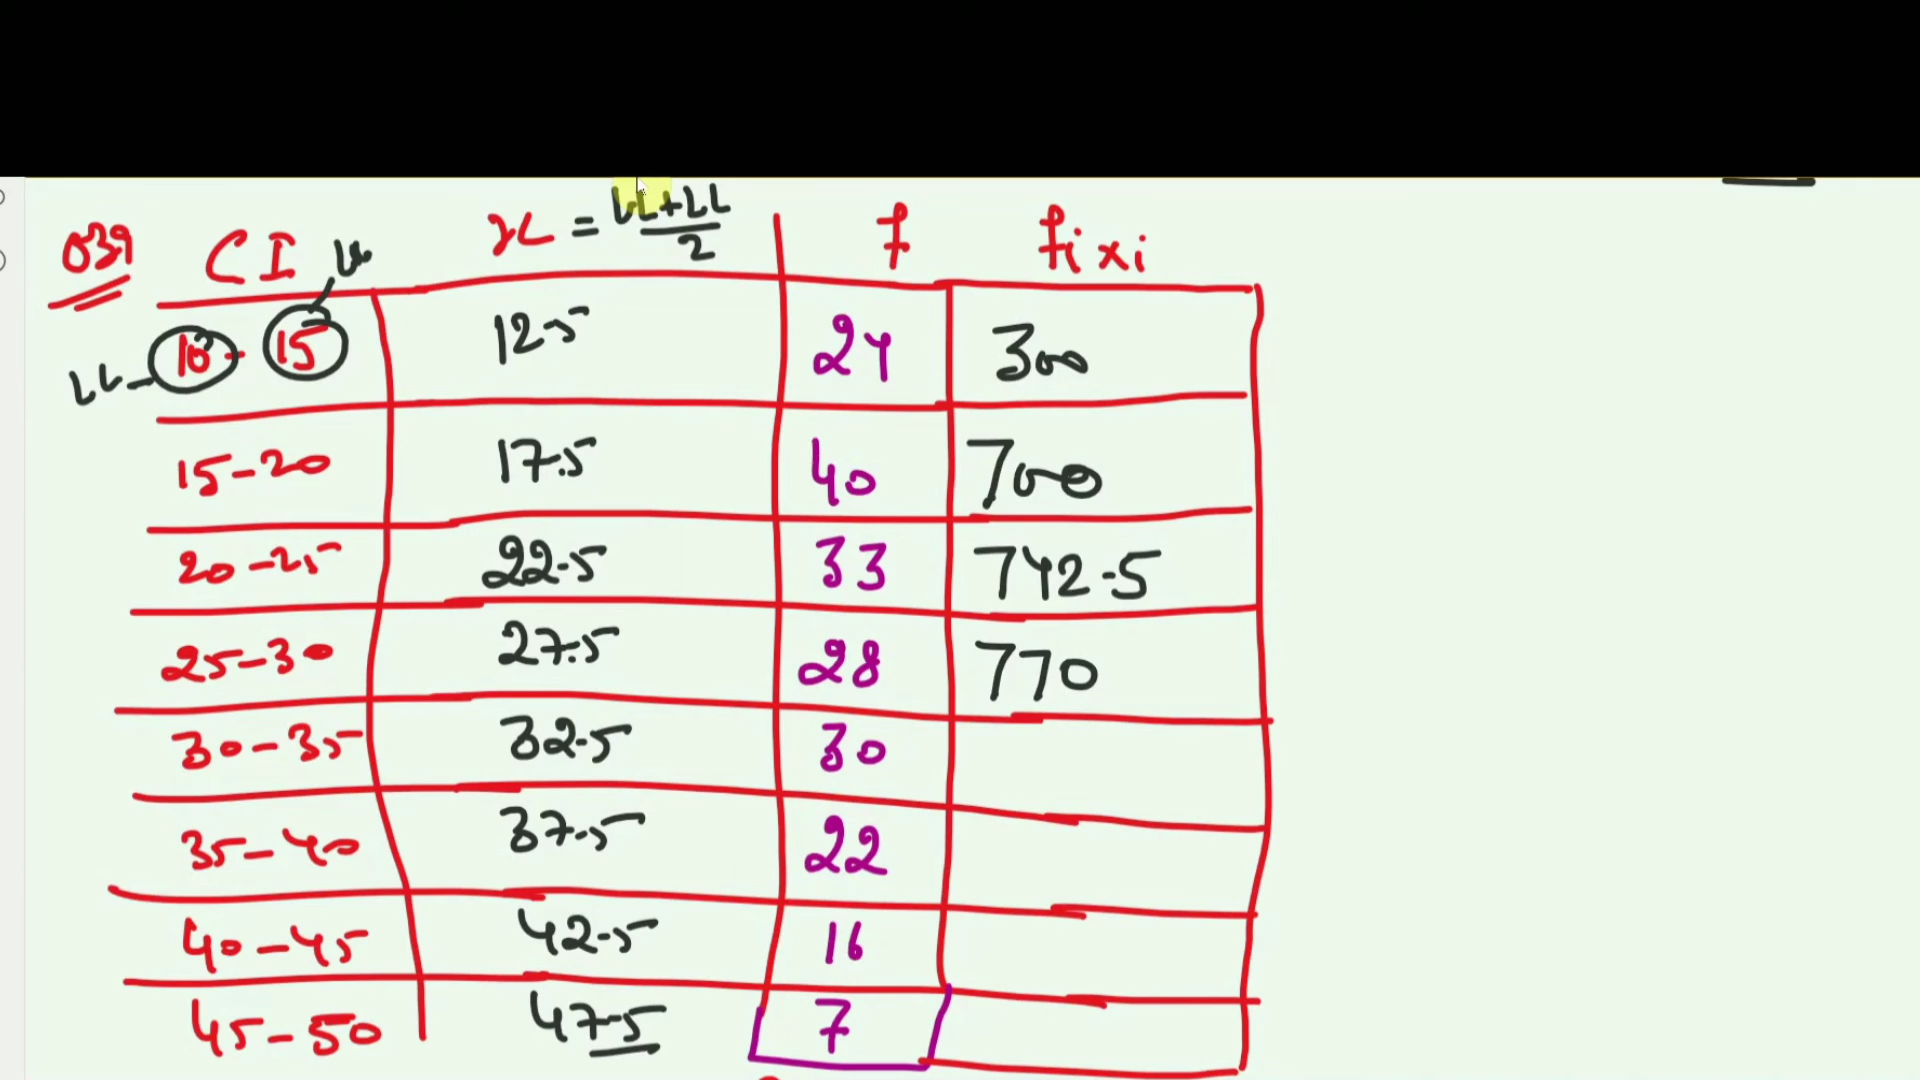 039 CI x = UL+LL/2 f fixi
UL
LL 10 - 15 12.5 24 300
15-20 17.5 40 700
20-25 22.5 33 742.5
25-30 27.5 28 770
30-35 32.5 30
35-40 37.5 22
40-45 42.5 16
45-50 47.5 7